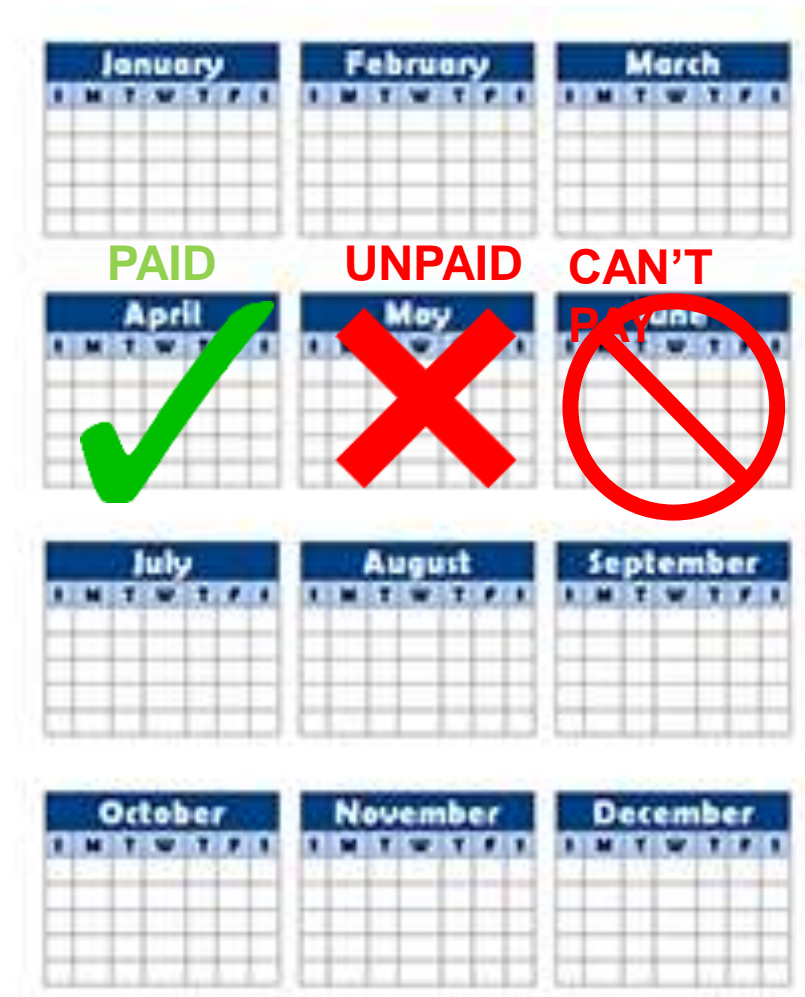 January February March
S M T W T F S S M T W T F S S M T W T F S
PAID UNPAID CAN'T
PAY
April May June
S M T W T S M W T S M T W T S
July August September
S M T W T F S S M T W T F S S M T W T F S
October November December
S M T W T F S S M T W T F S S M T W T F S